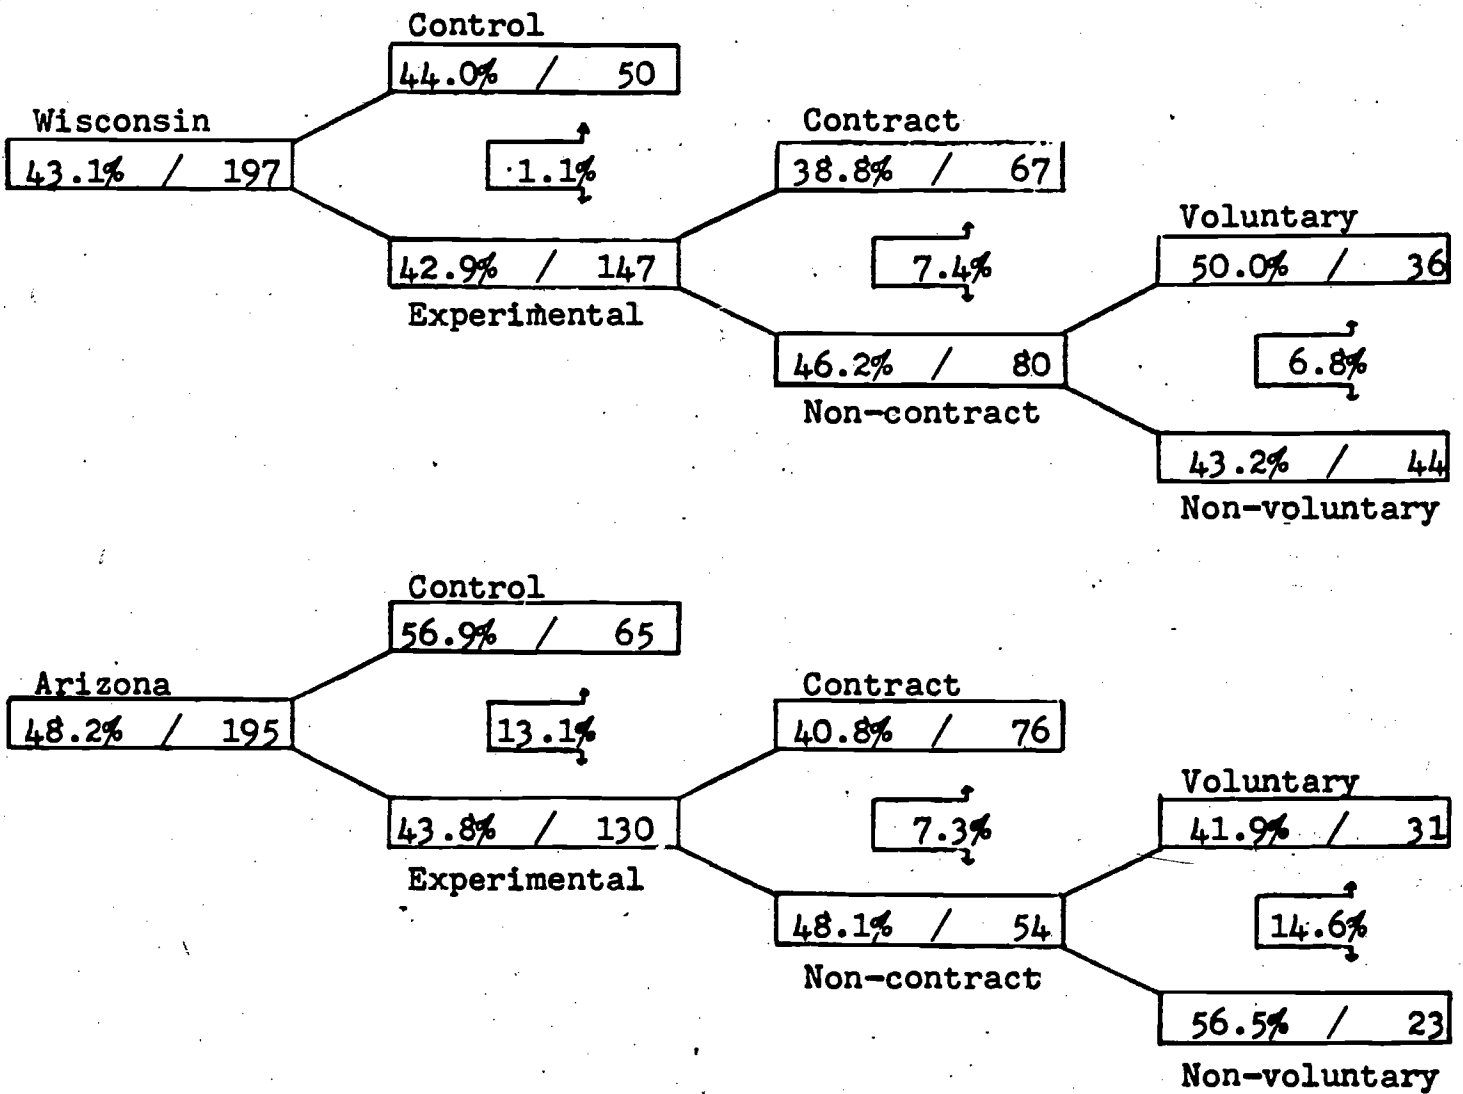 Control
44.0% / 50
Wisconsin
43.1% / 197
1.1%
Contract
38.8% / 67
42.9% / 147
Experimental
7.4%
Voluntary
50.0% / 36
46.2% / 80
Non-contract
6.8%
43.2% / 44
Non-voluntary
Control
56.9% / 65
Arizona
48.2% / 195
13.1%
Contract
40.8% / 76
43.8% / 130
Experimental
7.3%
Voluntary
41.9% / 31
48.1% / 54
Non-contract
14.6%
56.5% / 23
Non-voluntary